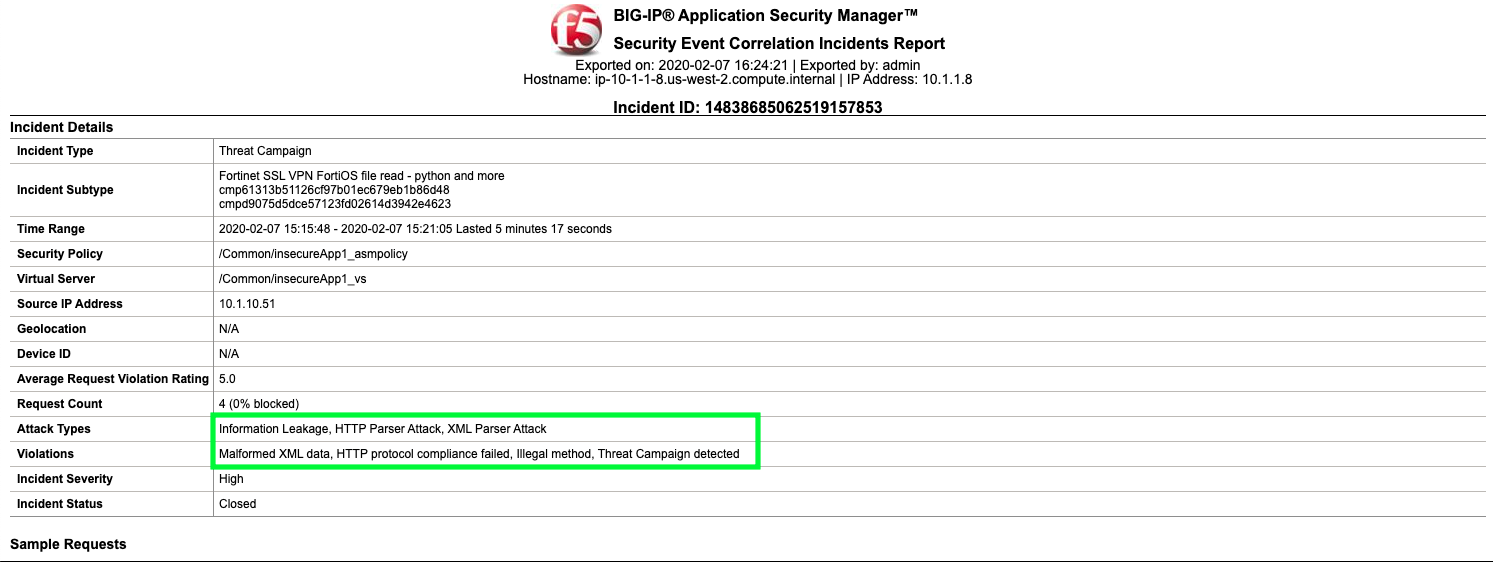 f5
BIG-IP® Application Security Manager™
Security Event Correlation Incidents Report
Exported on: 2020-02-07 16:24:21 | Exported by: admin
Hostname: ip-10-1-1-8.us-west-2.compute.internal | IP Address: 10.1.1.8
Incident ID: 14838685062519157853
Incident Details
Incident Type Threat Campaign
Incident Subtype Fortinet SSL VPN FortiOS file read - python and more
cmp61313b51126cf97b01ec679eb1b86d48
cmpd9075d5dce57123fd02614d3942e4623
Time Range 2020-02-07 15:15:48 - 2020-02-07 15:21:05 Lasted 5 minutes 17 seconds
Security Policy /Common/insecureApp1_asmpolicy
Virtual Server /Common/insecureApp1_vs
Source IP Address 10.1.10.51
Geolocation N/A
Device ID N/A
Average Request Violation Rating 5.0
Request Count 4 (0% blocked)
Attack Types Information Leakage, HTTP Parser Attack, XML Parser Attack
Violations Malformed XML data, HTTP protocol compliance failed, Illegal method, Threat Campaign detected
Incident Severity High
Incident Status Closed
Sample Requests